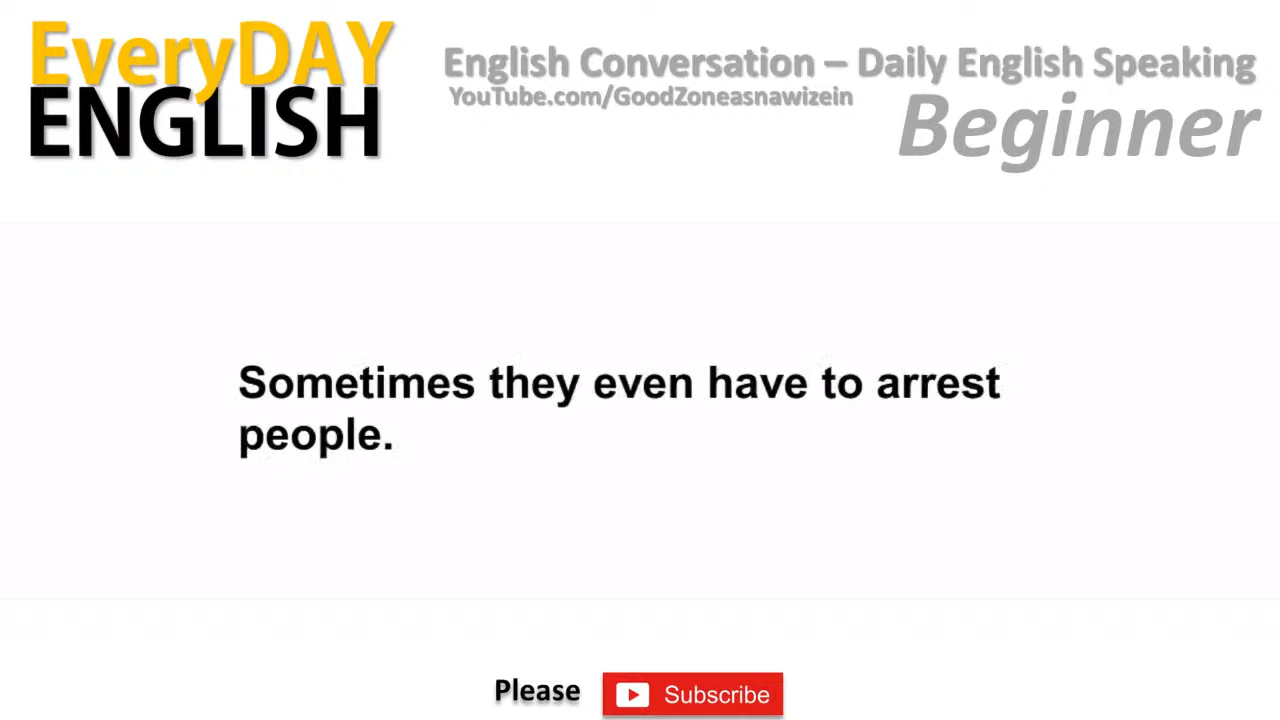 EveryDAY
ENGLISH
English Conversation – Daily English Speaking
YouTube.com/GoodZoneasnawizein
Beginner
Sometimes they even have to arrest
people.
Please
Subscribe